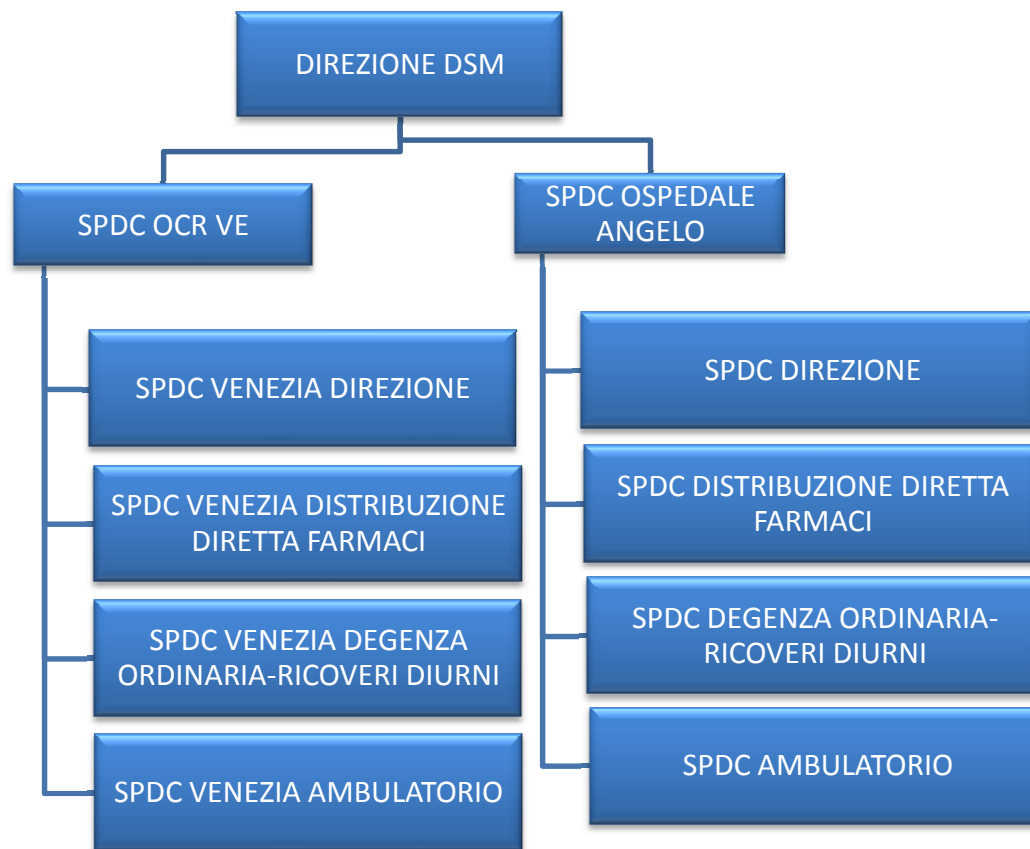 DIREZIONE DSM
SPDC OCR VE
SPDC OSPEDALE
ANGELO
SPDC VENEZIA DIREZIONE
SPDC VENEZIA DISTRIBUZIONE
DIRETTA FARMACI
SPDC VENEZIA DEGENZA
ORDINARIA-RICOVERI DIURNI
SPDC VENEZIA AMBULATORIO
SPDC DIREZIONE
SPDC DISTRIBUZIONE DIRETTA
FARMACI
SPDC DEGENZA ORDINARIA-
RICOVERI DIURNI
SPDC AMBULATORIO